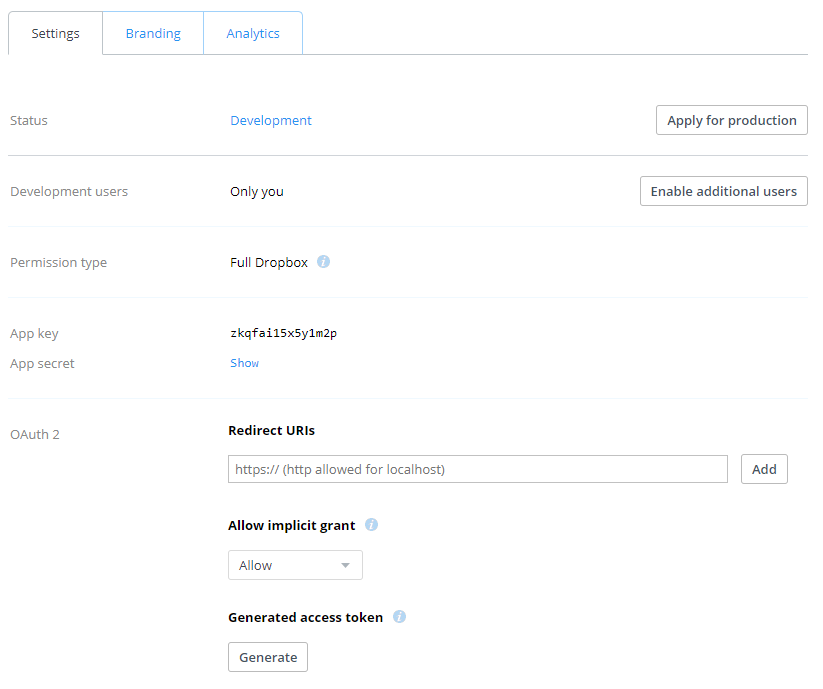 Settings Branding Analytics
Status Development Apply for production
Development users Only you Enable additional users
Permission type Full Dropbox i
App key zkqfai15x5y1m2p
App secret Show
OAuth 2 Redirect URIs
https:// (http allowed for localhost) Add
Allow implicit grant i
Allow
Generated access token i
Generate